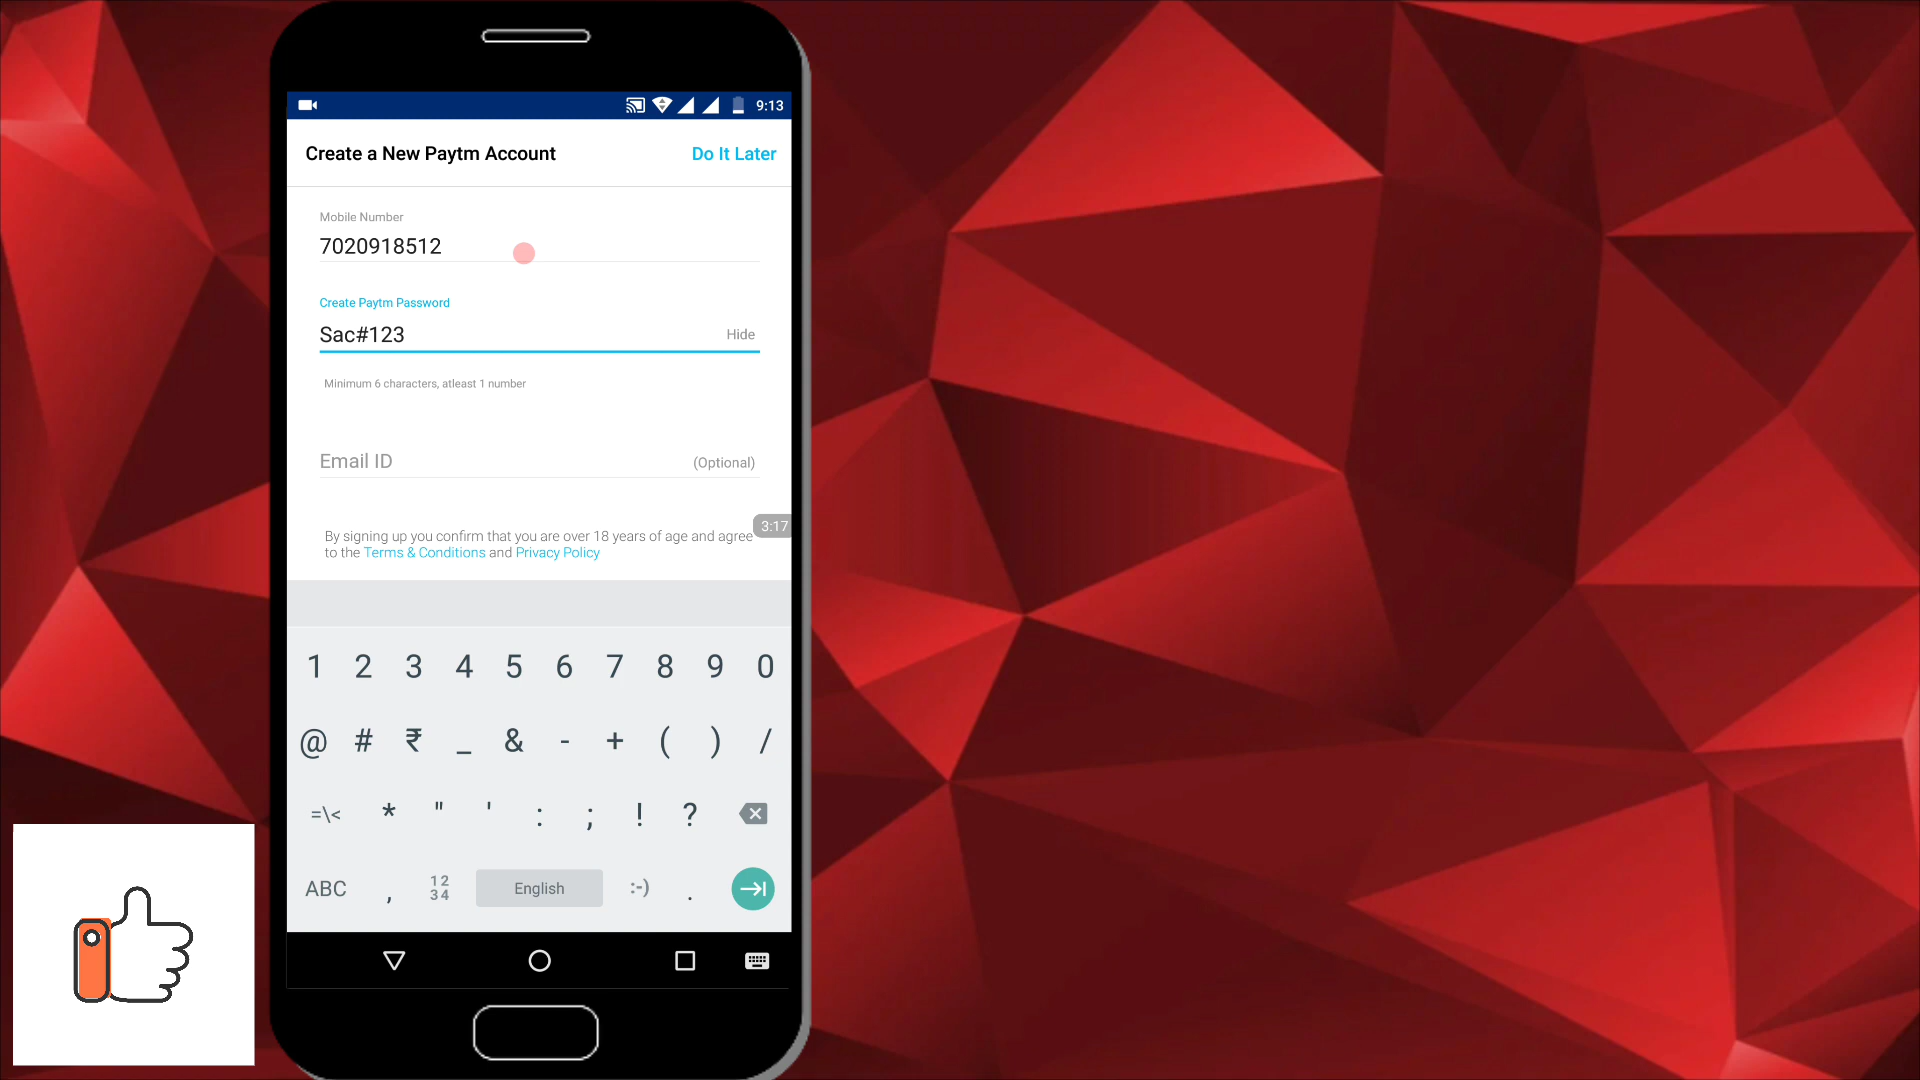 9:13
Create a New Paytm Account Do It Later
Mobile Number
7020918512
Create Paytm Password
Sac#123 Hide
Minimum 6 characters, atleast 1 number
Email ID (Optional)
3:17
By signing up you confirm that you are over 18 years of age and agree
to the Terms & Conditions and Privacy Policy
1 2 3 4 5 6 7 8 9 0
@ # ₹ _ & - + ( ) /
=\< * " ' : ; ! ?
ABC , 12 34 English :-) .